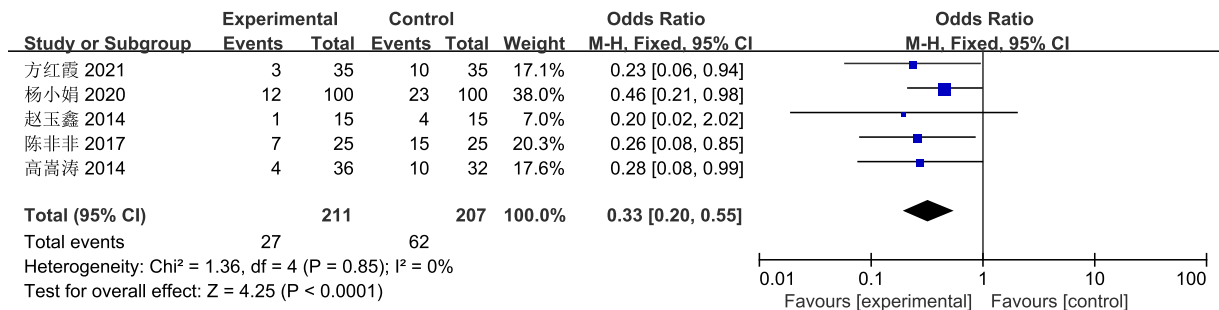 Experimental Control Odds Ratio Odds Ratio
Study or Subgroup Events Total Events Total Weight M-H, Fixed, 95% CI M-H, Fixed, 95% CI
方红霞 2021 3 35 10 35 17.1% 0.23 [0.06, 0.94]
杨小娟 2020 12 100 23 100 38.0% 0.46 [0.21, 0.98]
赵玉鑫 2014 1 15 4 15 7.0% 0.20 [0.02, 2.02]
陈非非 2017 7 25 15 25 20.3% 0.26 [0.08, 0.85]
高嵩涛 2014 4 36 10 32 17.6% 0.28 [0.08, 0.99]
Total (95% CI) 211 207 100.0% 0.33 [0.20, 0.55]
Total events 27 62
Heterogeneity: Chi² = 1.36, df = 4 (P = 0.85); I² = 0%
Test for overall effect: Z = 4.25 (P < 0.0001)
0.01 0.1 1 10 100
Favours [experimental] Favours [control]